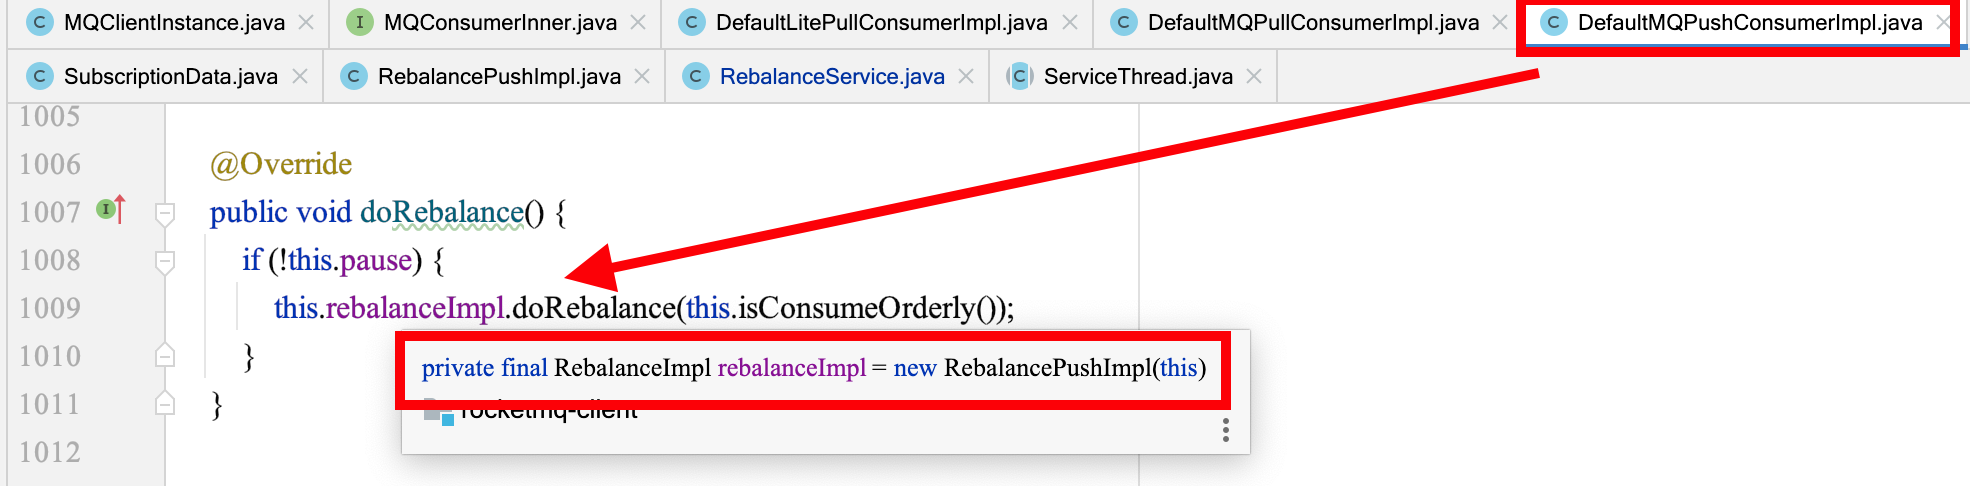 MQClientInstance.java MQConsumerInner.java DefaultLitePullConsumerImpl.java DefaultMQPullConsumerImpl.java DefaultMQPushConsumerImpl.java
SubscriptionData.java RebalancePushImpl.java RebalanceService.java ServiceThread.java
1005
1006 @Override
1007 public void doRebalance() {
1008 if (!this.pause) {
1009 this.rebalanceImpl.doRebalance(this.isConsumeOrderly());
1010 }
private final RebalanceImpl rebalanceImpl = new RebalancePushImpl(this)
1011 }
rocketmq-client
1012